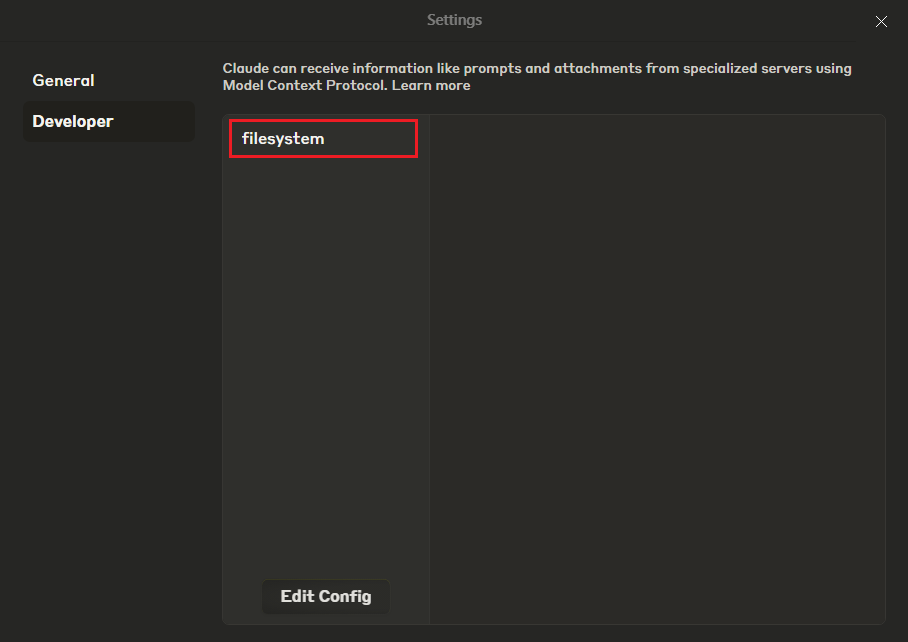 Settings
General
Developer
Claude can receive information like prompts and attachments from specialized servers using
Model Context Protocol. Learn more
filesystem
Edit Config